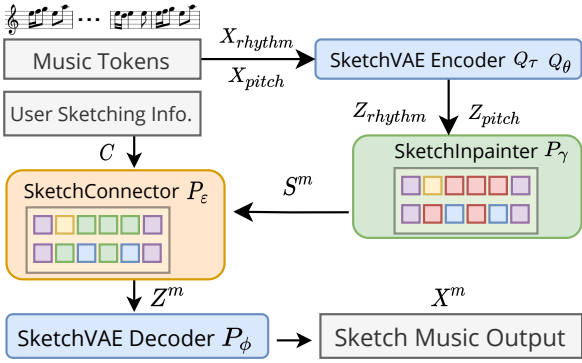 Music Tokens
X_rhythm
X_pitch
SketchVAE Encoder Q_τ Q_θ
User Sketching Info.
C
Z_rhythm Z_pitch
SketchInpainter P_γ
SketchConnector P_ε
S^m
Z^m
X^m
SketchVAE Decoder P_ϕ
Sketch Music Output